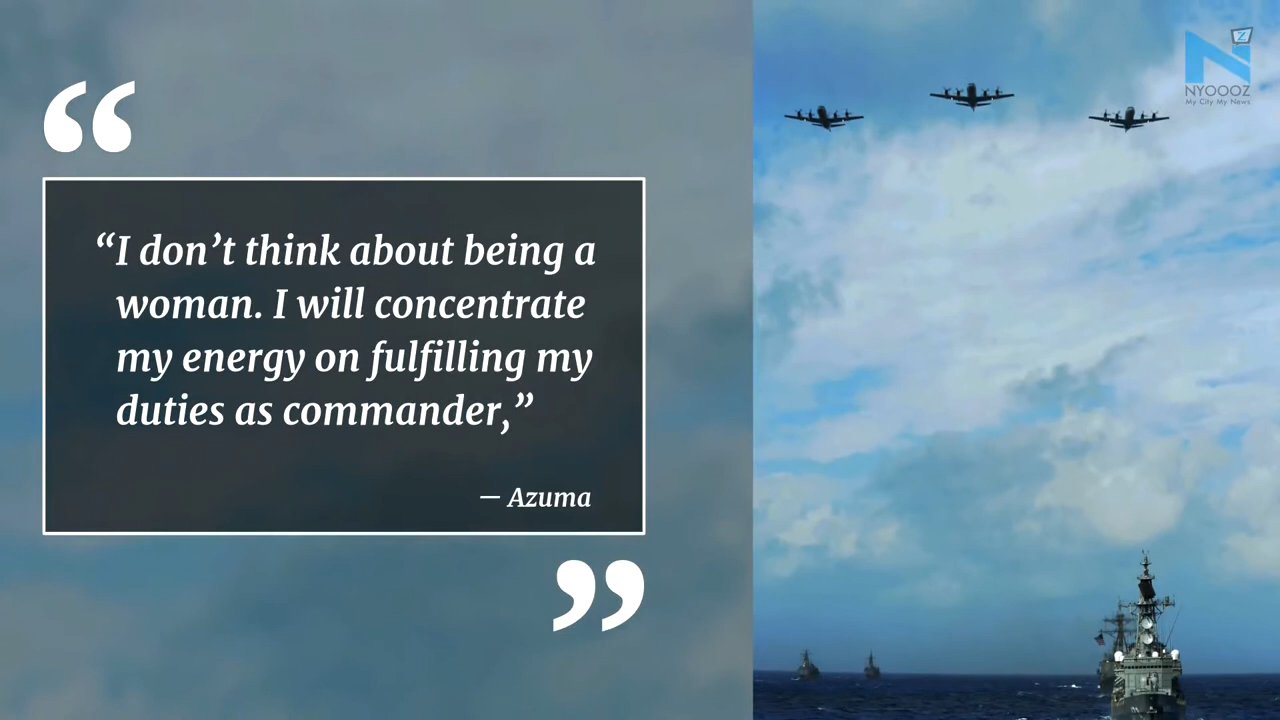 NYOOOZ
My City My News
“
“I don’t think about being a
woman. I will concentrate
my energy on fulfilling my
duties as commander,”
— Azuma
”